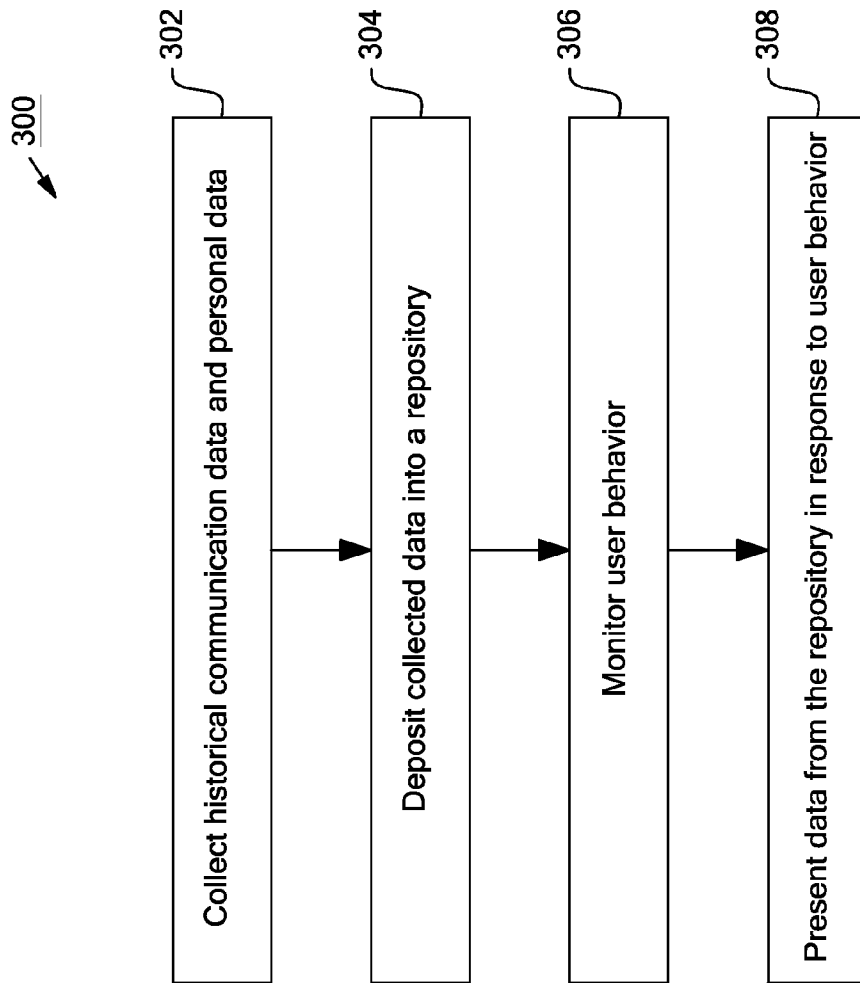 300
302
Collect historical communication data and personal data
304
Deposit collected data into a repository
306
Monitor user behavior
308
Present data from the repository in response to user behavior